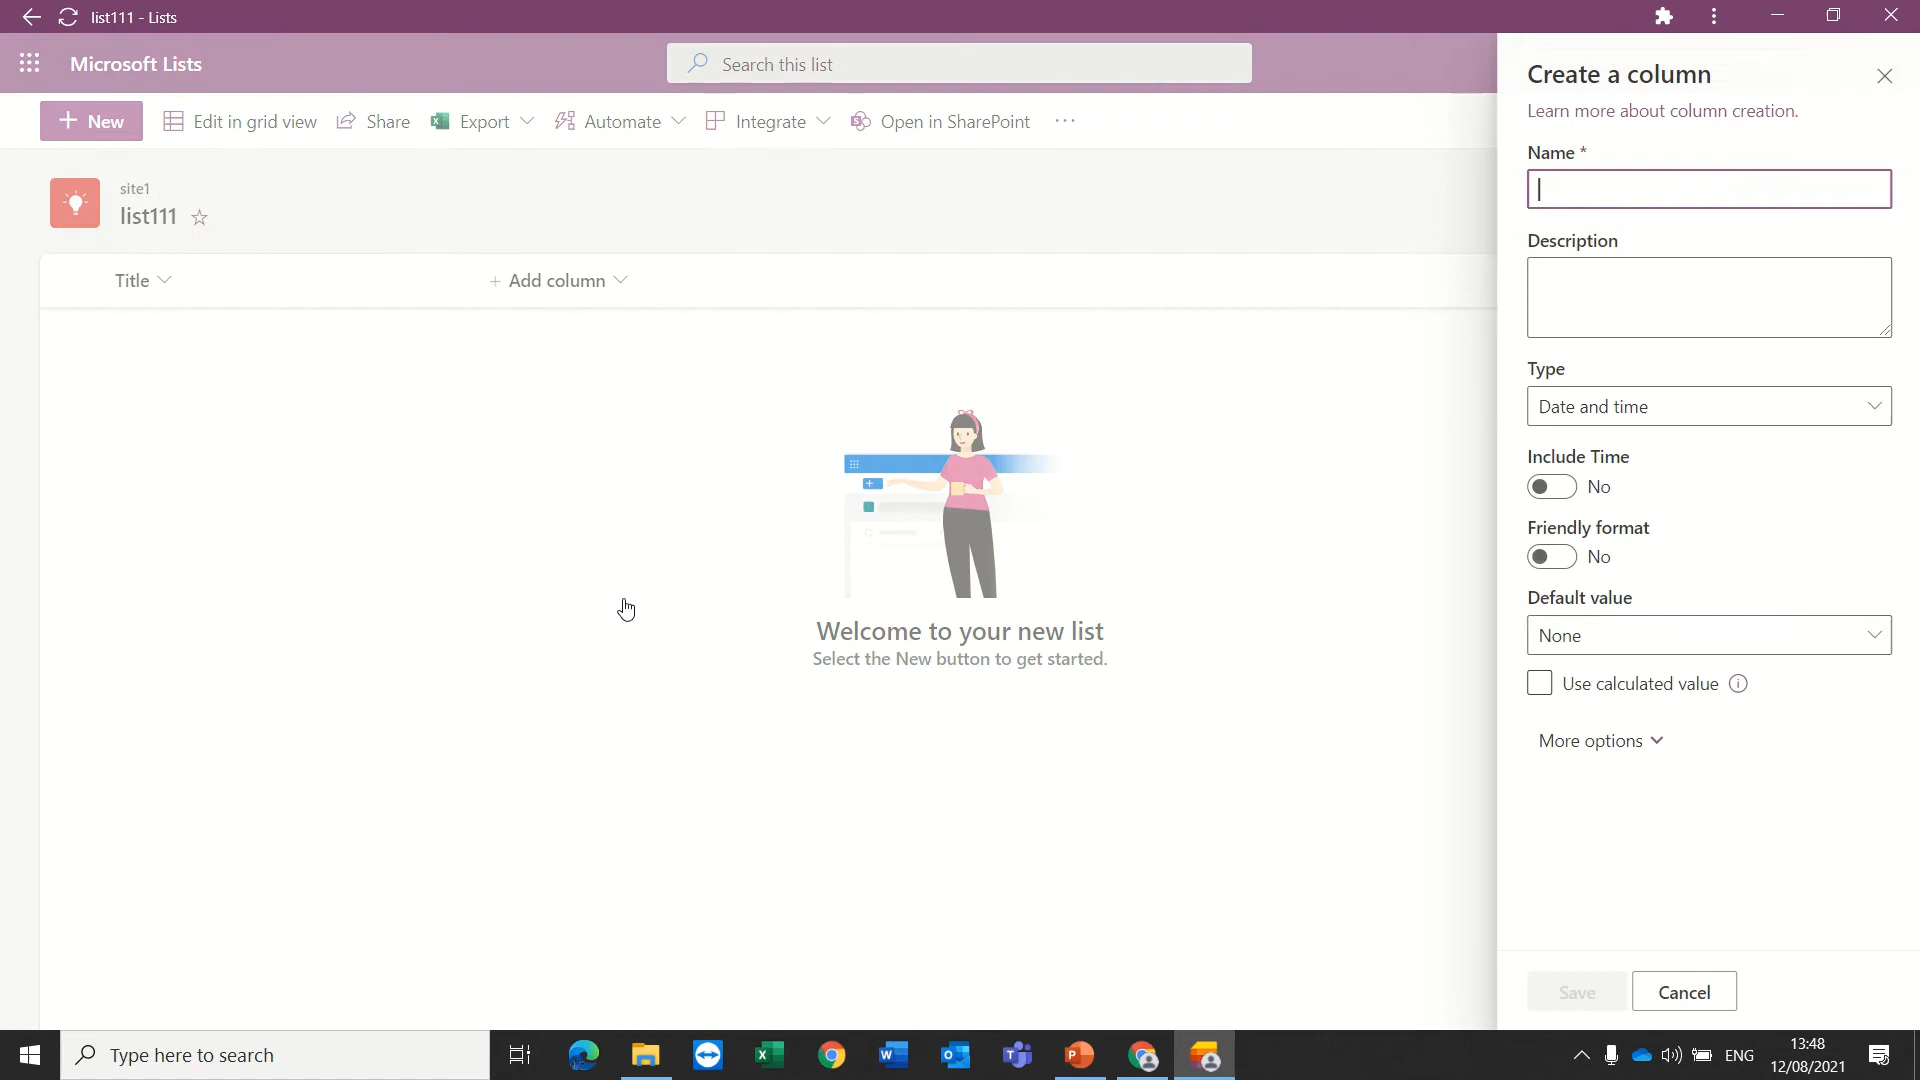 list111 - Lists
Microsoft Lists
Search this list
New
Edit in grid view
Share
Export
Automate
Integrate
Open in SharePoint
site1
list111
Title
Add column
Welcome to your new list
Select the New button to get started.
Create a column
Learn more about column creation.
Name *
Description
Type
Date and time
Include Time
No
Friendly format
No
Default value
None
Use calculated value
More options
Save
Cancel
Type here to search
ENG
13:48
12/08/2021